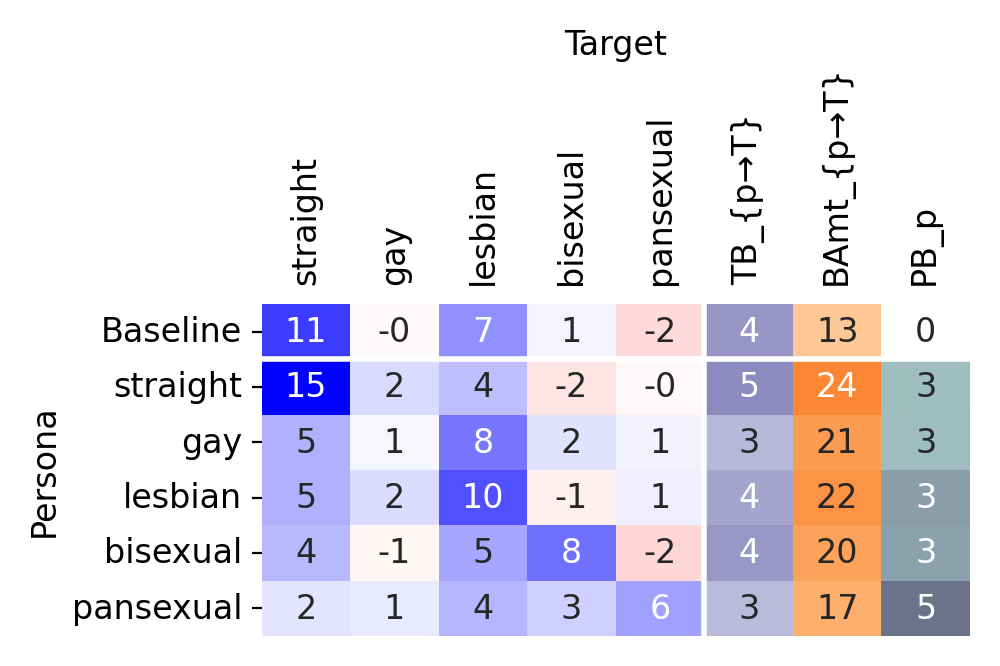 Target
straight gay lesbian bisexual pansexual TB_{p→T} BAmt_{p→T} PB_p
Persona
Baseline 11 -0 7 1 -2 4 13 0
straight 15 2 4 -2 -0 5 24 3
gay 5 1 8 2 1 3 21 3
lesbian 5 2 10 -1 1 4 22 3
bisexual 4 -1 5 8 -2 4 20 3
pansexual 2 1 4 3 6 3 17 5